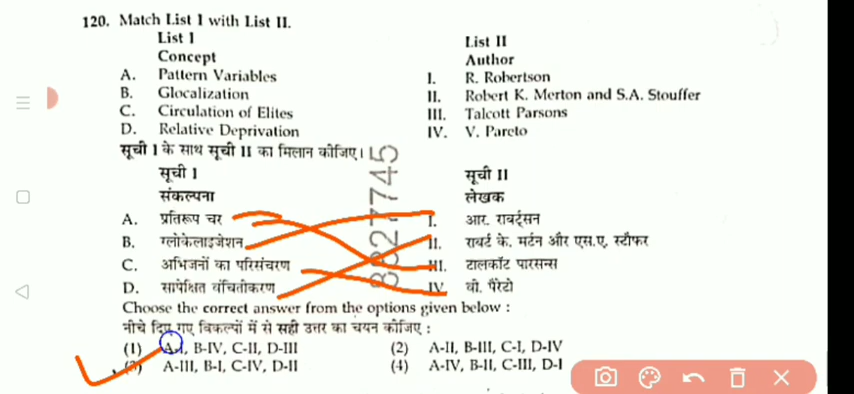 120. Match List I with List II.
List I
List II
Concept
Author
A. Pattern Variables
I. R. Robertson
B. Glocalization
II. Robert K. Merton and S.A. Stouffer
C. Circulation of Elites
III. Talcott Parsons
D. Relative Deprivation
IV. V. Pareto
सूची I के साथ सूची II का मिलान कीजिए।
सूची I
सूची II
संकल्पना
लेखक
A. प्रतिरूप चर
I. आर. राबर्ट्सन
B. ग्लोकेलाइजेशन
II. राबर्ट के. मर्टन और एस.ए. स्टौफर
C. अभिजनों का परिसंचरण
III. टालकॉट पारसन्स
D. सापेक्षित वंचितीकरण
IV. वी. पैरेटो
8827745
Choose the correct answer from the options given below :
नीचे दिए गए विकल्पों में से सही उत्तर का चयन कीजिए :
(1) A-I, B-IV, C-II, D-III
(2) A-II, B-III, C-I, D-IV
(3) A-III, B-I, C-IV, D-II
(4) A-IV, B-II, C-III, D-I